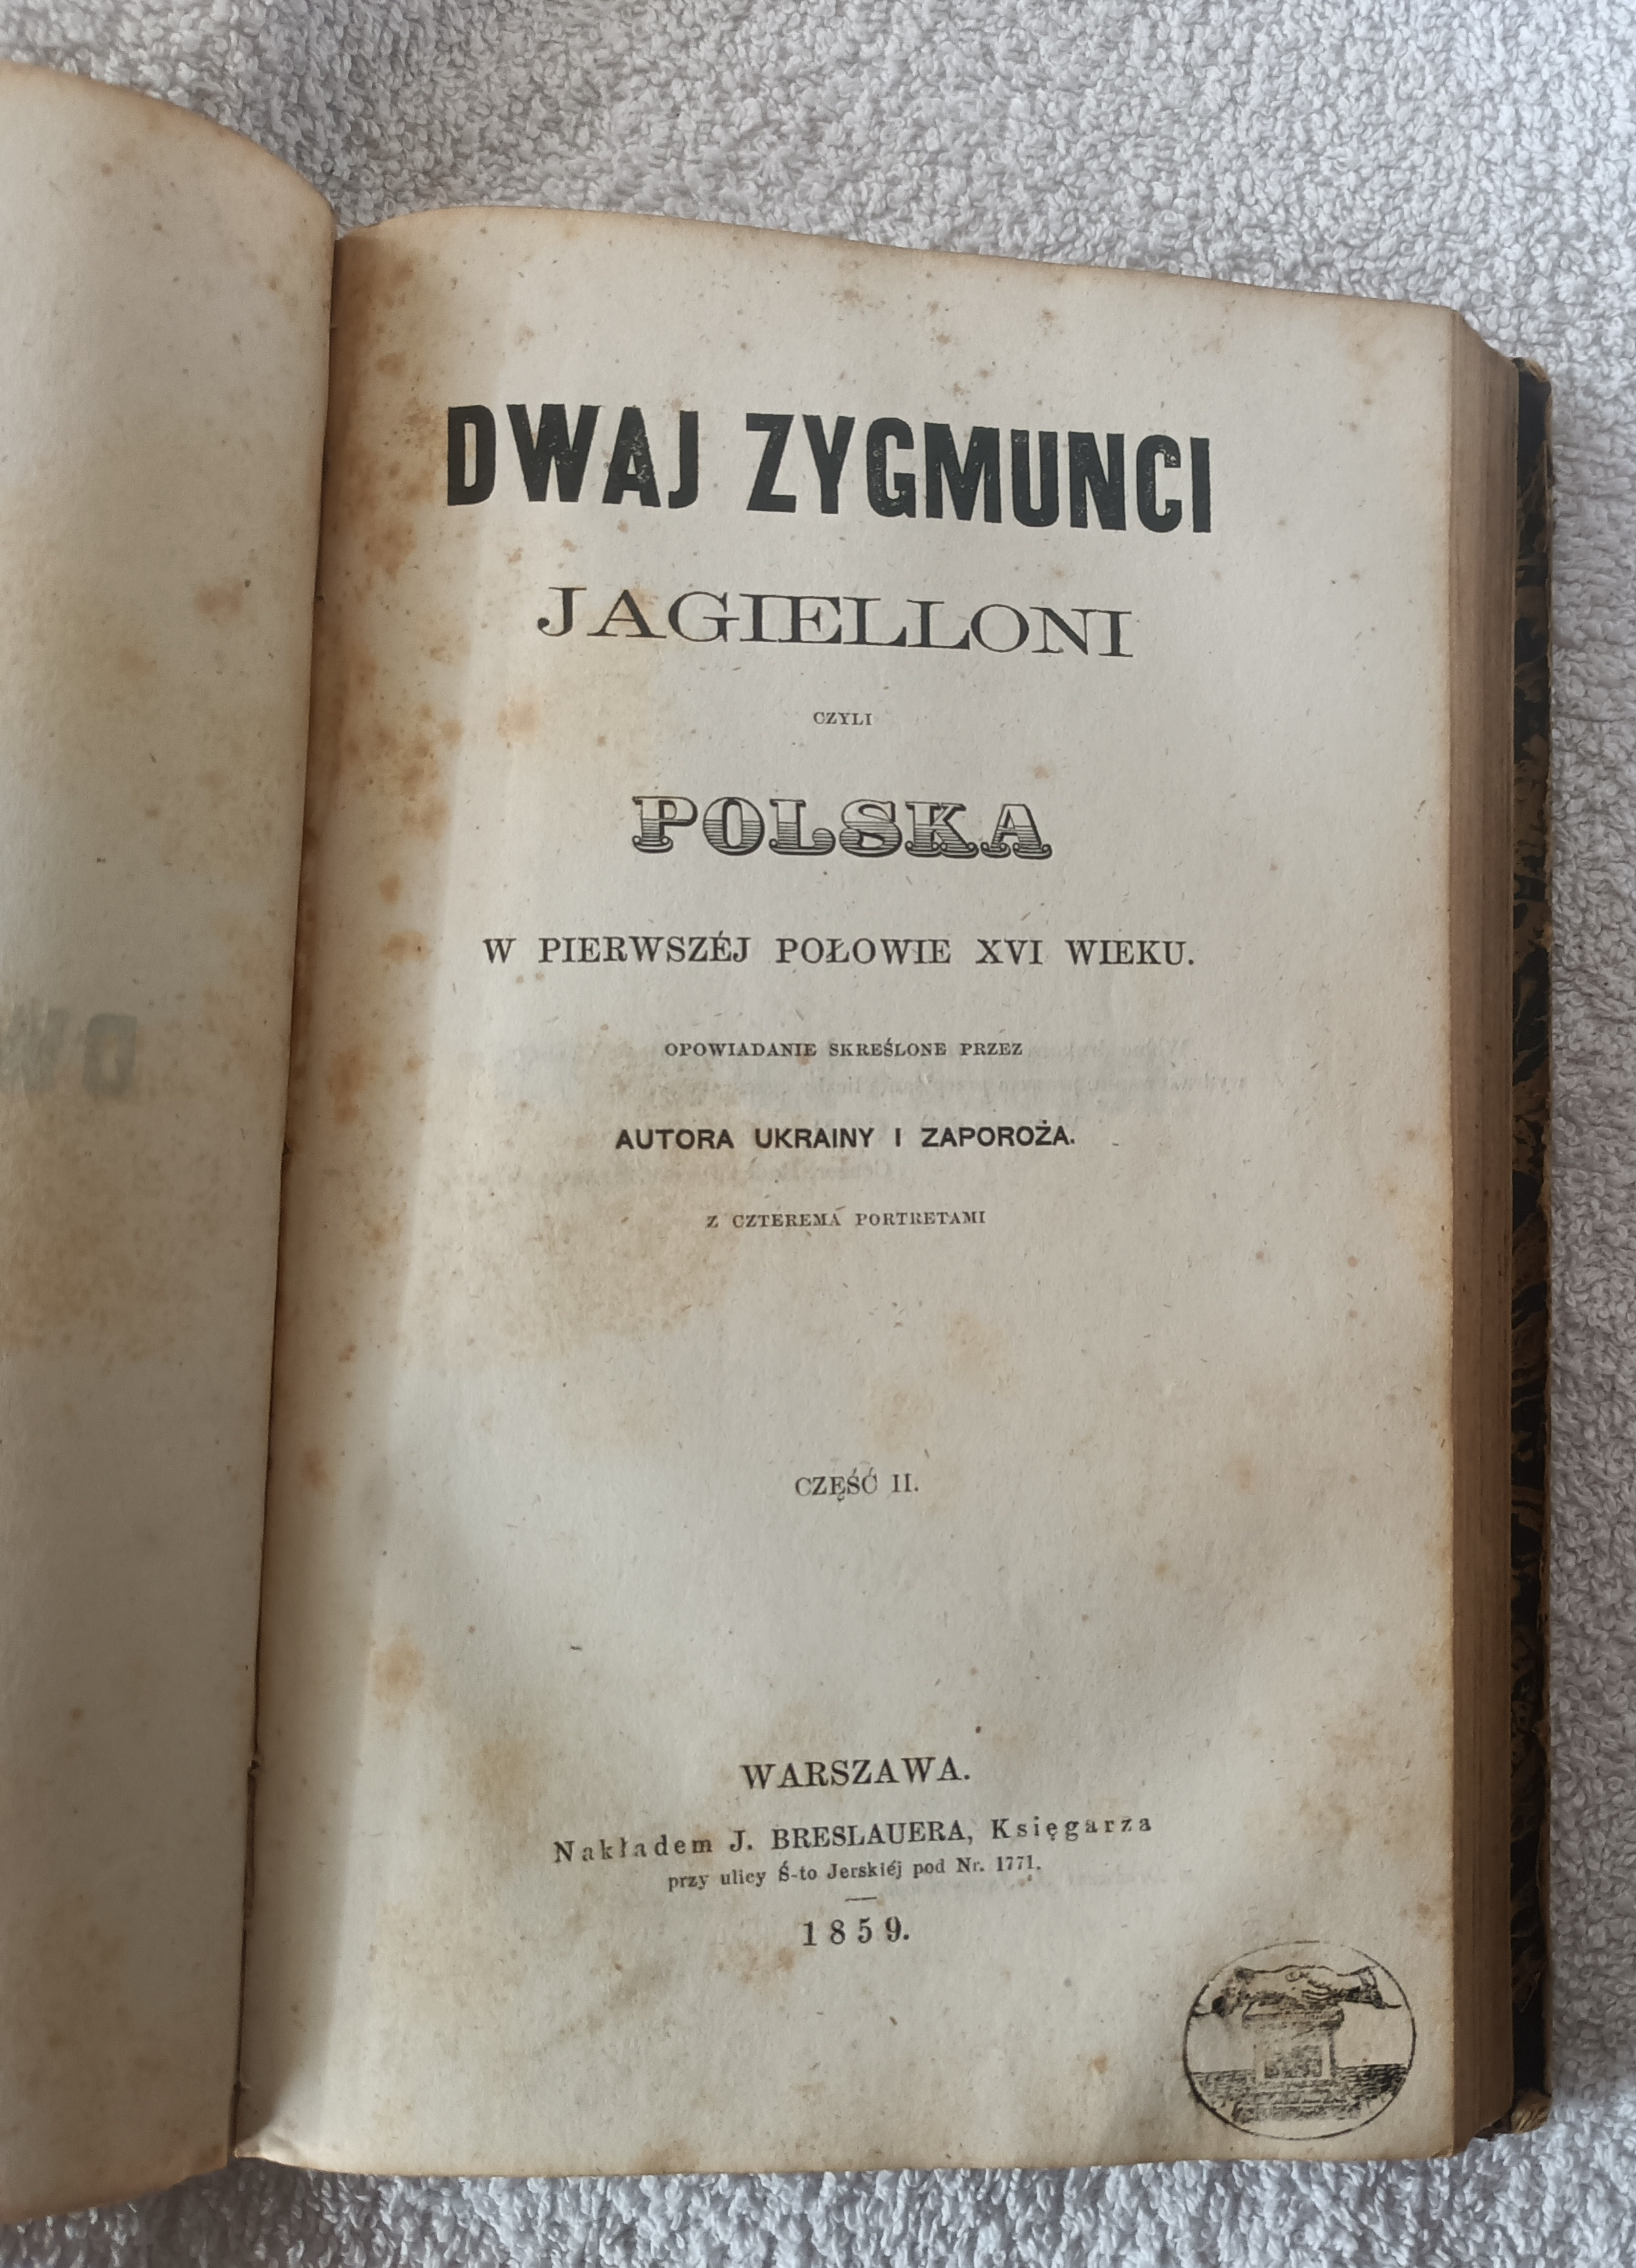 DWAJ ZYGMUNCI
JAGIELLONI
CZYLI
POLSKA
W PIERWSZÉJ POŁOWIE XVI WIEKU.
OPOWIADANIE SKREŚLONE PRZEZ
AUTORA UKRAINY I ZAPOROŻA.
Z CZTEREMA PORTRETAMI
CZĘŚĆ II.
WARSZAWA.
Nakładem J. BRESLAUERA, Księgarza
przy ulicy Ś-to Jerskiéj pod Nr. 1771.
1859.